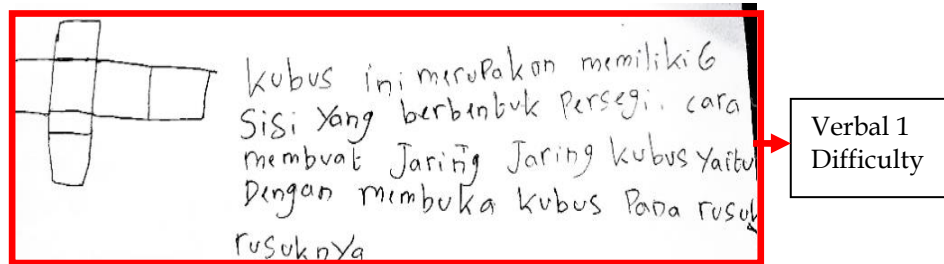 kubus ini merupakan memiliki 6
Sisi Yang berbentuk Persegi. cara
membuat Jaring Jaring kubus Yaitu
Dengan membuka kubus Pada rusuk
rusuknya
Verbal 1
Difficulty